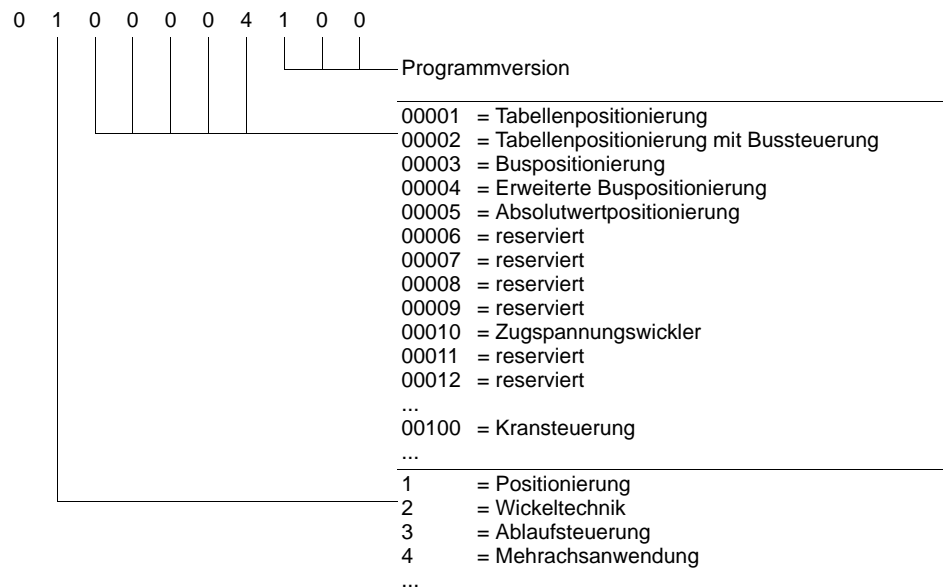 0 1 0 0 0 0 4 1 0 0
Programmversion
00001 = Tabellenpositionierung
00002 = Tabellenpositionierung mit Bussteuerung
00003 = Buspositionierung
00004 = Erweiterte Buspositionierung
00005 = Absolutwertpositionierung
00006 = reserviert
00007 = reserviert
00008 = reserviert
00009 = reserviert
00010 = Zugspannungswickler
00011 = reserviert
00012 = reserviert
...
00100 = Kransteuerung
...
1 = Positionierung
2 = Wickeltechnik
3 = Ablaufsteuerung
4 = Mehrachsanwendung
...